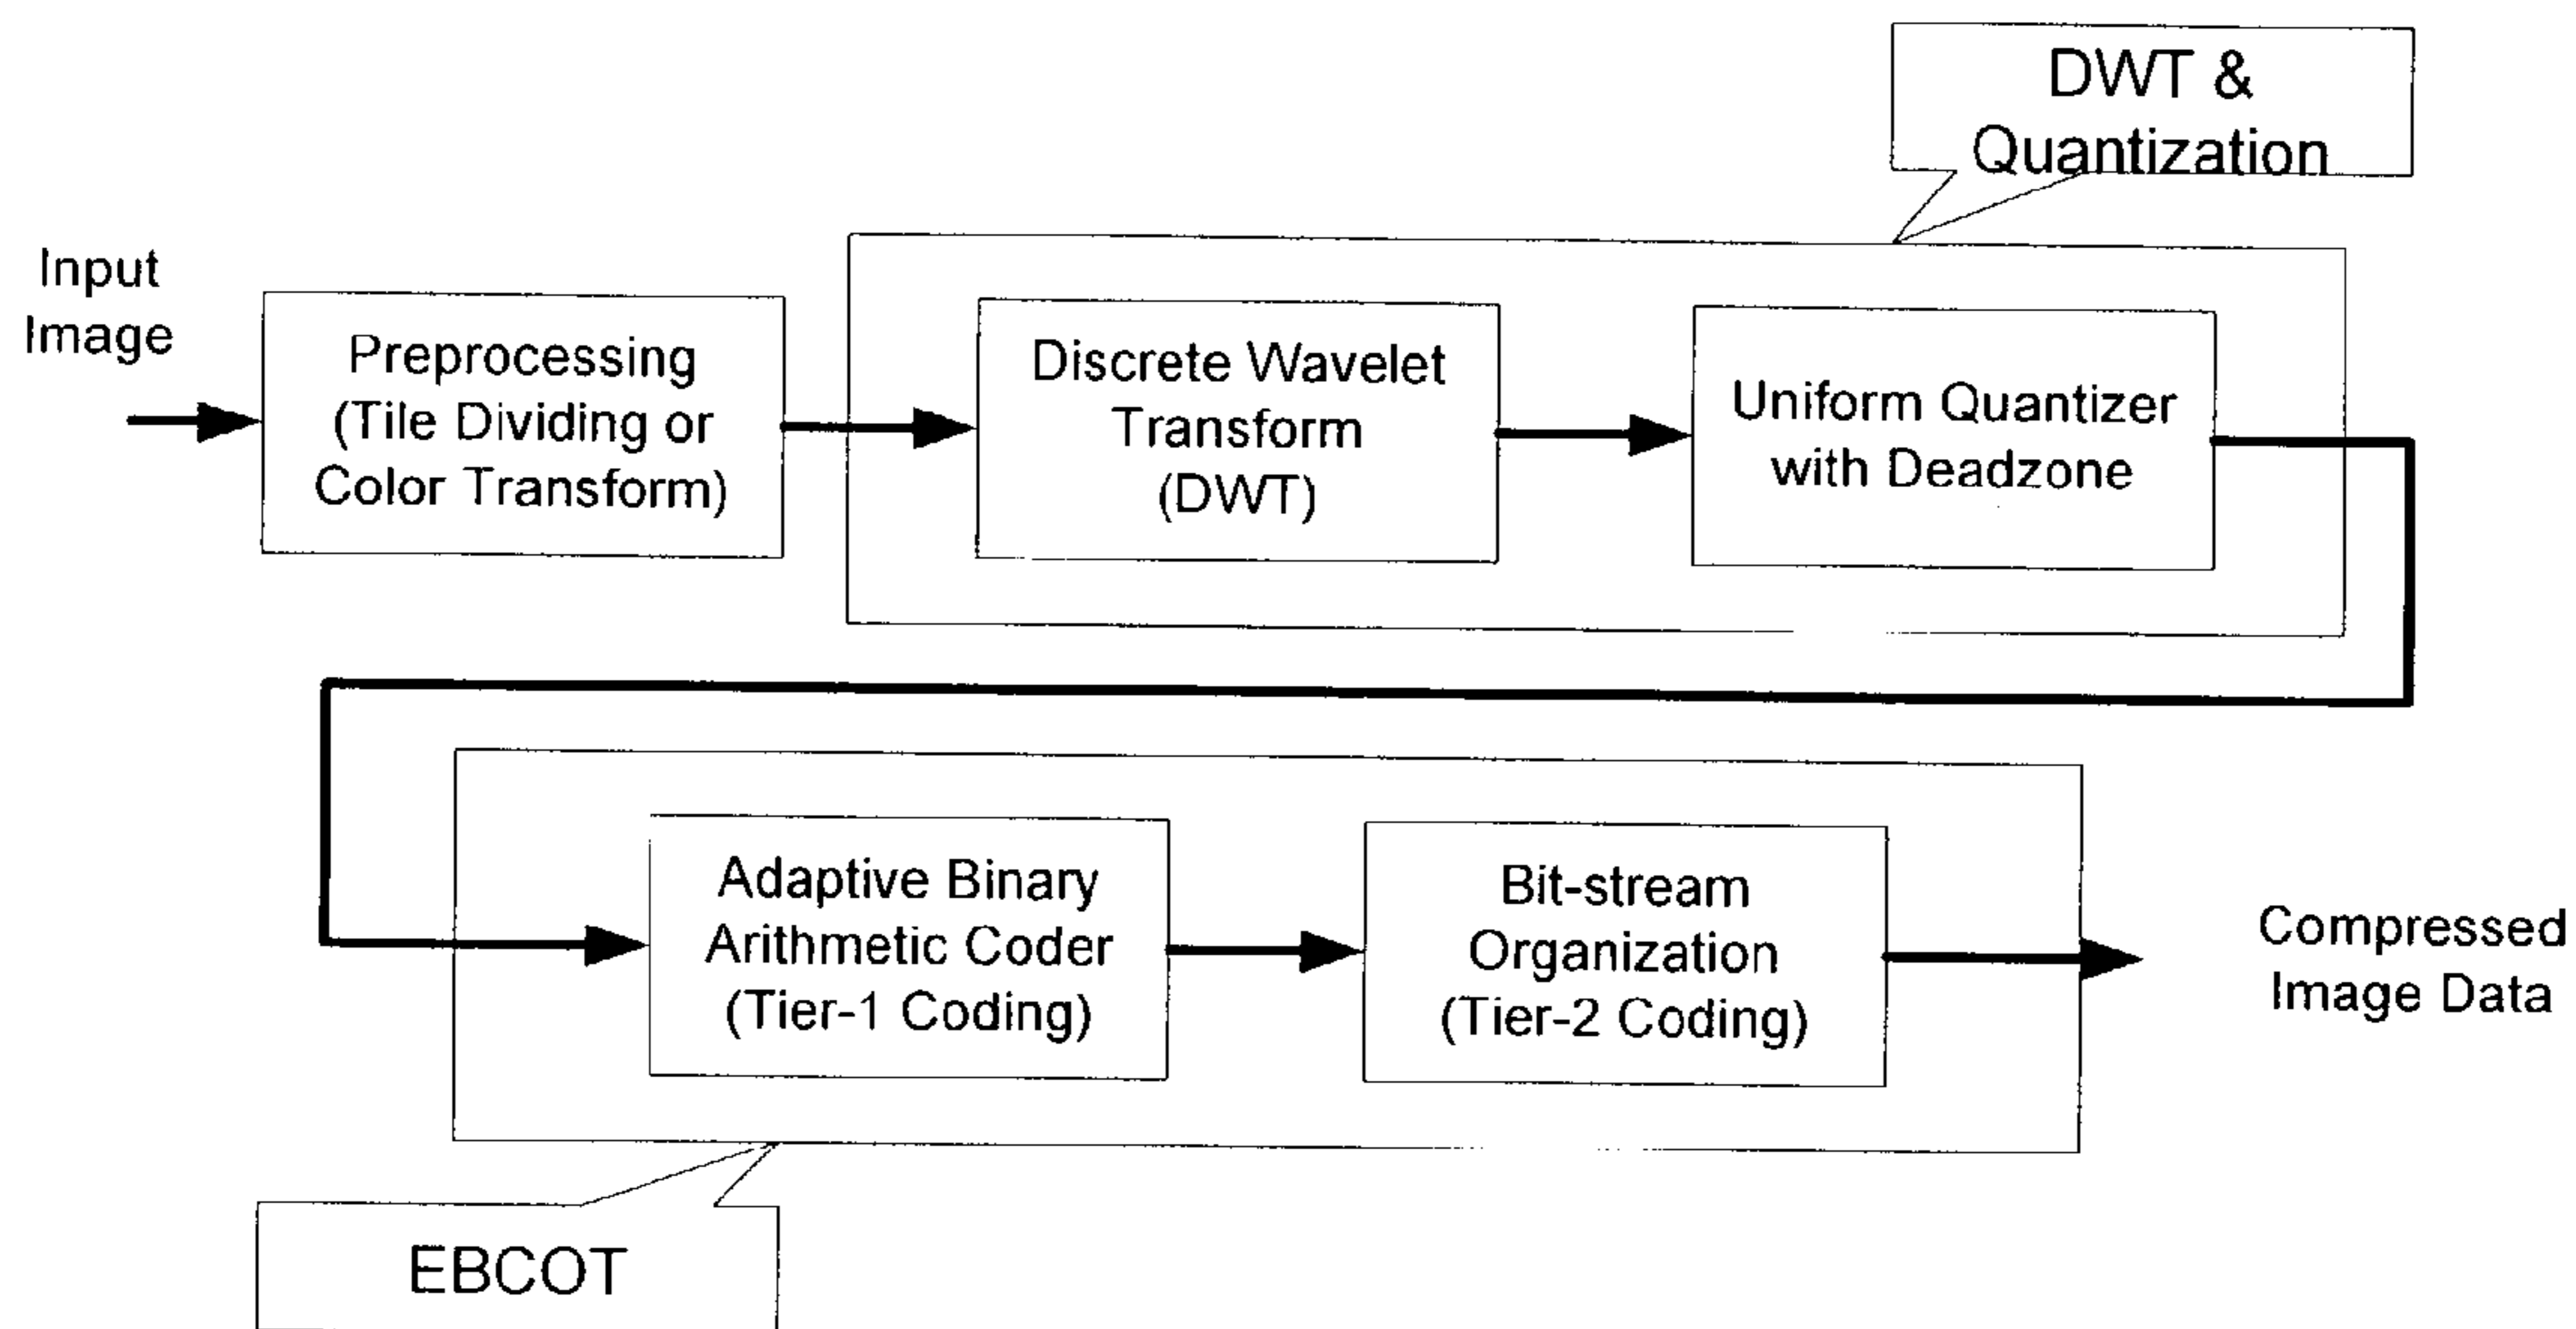 DWT &
Quantization
Input
Image
Preprocessing
(Tile Dividing or
Color Transform)
Discrete Wavelet
Transform
(DWT)
Uniform Quantizer
with Deadzone
Adaptive Binary
Arithmetic Coder
(Tier-1 Coding)
Bit-stream
Organization
(Tier-2 Coding)
Compressed
Image Data
EBCOT